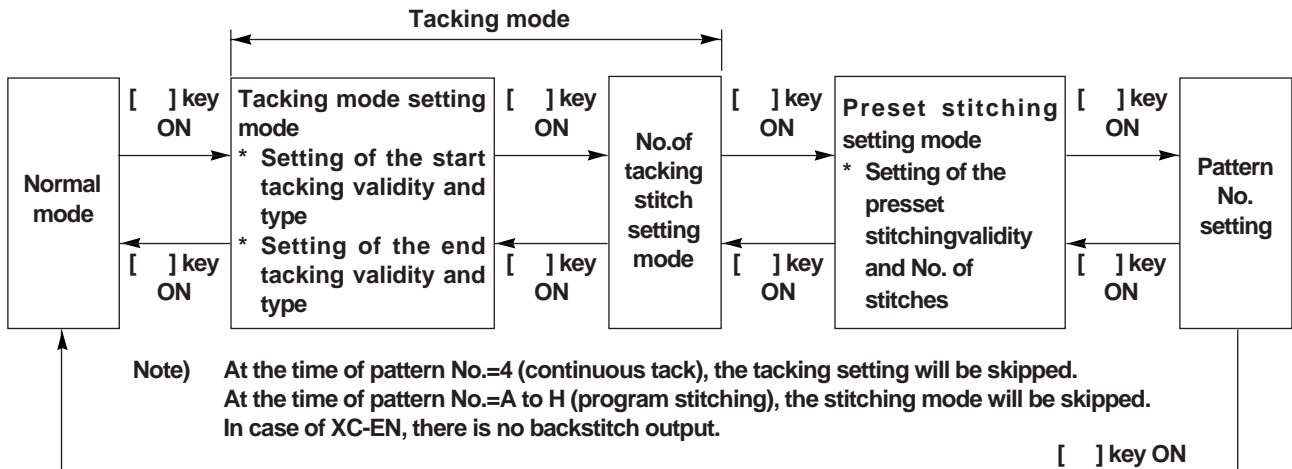 Tacking mode
Normal
mode
[ ] key
ON
[ ] key
ON
Tacking mode setting
mode
* Setting of the start
tacking validity and
type
* Setting of the end
tacking validity and
type
[ ] key
ON
[ ] key
ON
No.of
tacking
stitch
setting
mode
[ ] key
ON
[ ] key
ON
Preset stitching
setting mode
* Setting of the
presset
stitchingvalidity
and No. of
stitches
[ ] key
ON
[ ] key
ON
Pattern
No.
setting
Note) At the time of pattern No.=4 (continuous tack), the tacking setting will be skipped.
At the time of pattern No.=A to H (program stitching), the stitching mode will be skipped.
In case of XC-EN, there is no backstitch output.
[ ] key ON